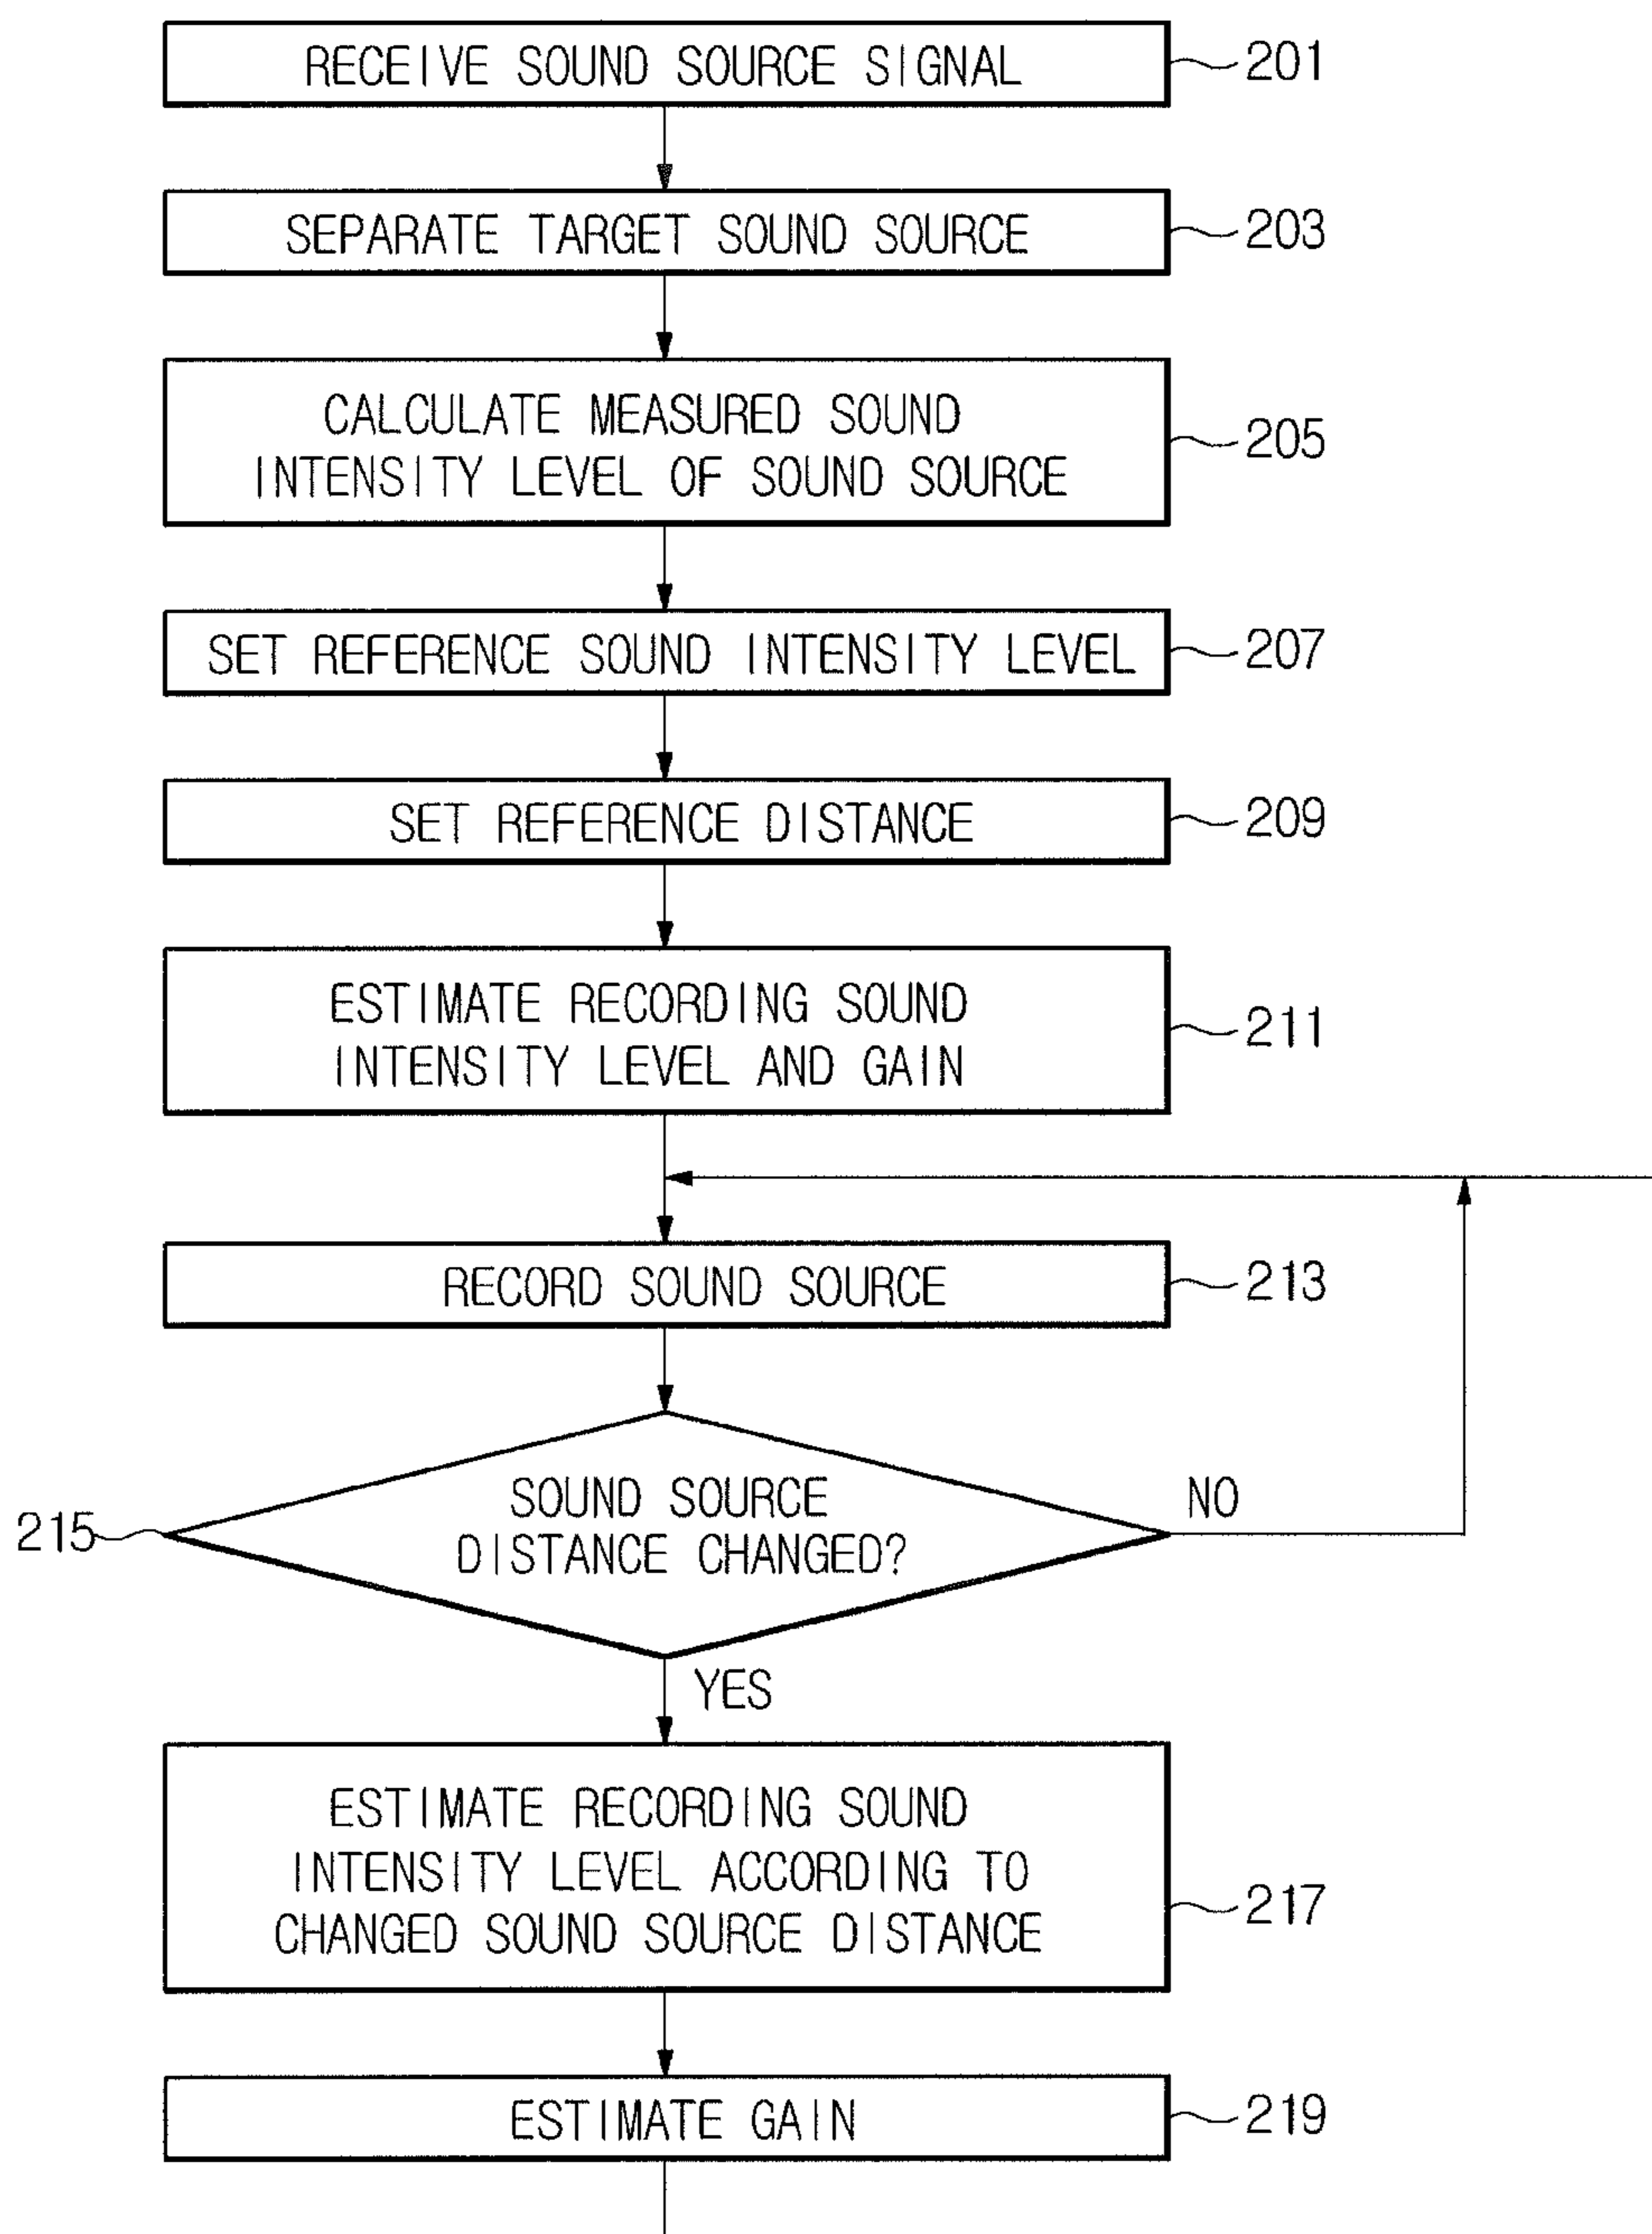 RECEIVE SOUND SOURCE SIGNAL
201
SEPARATE TARGET SOUND SOURCE
203
CALCULATE MEASURED SOUND
INTENSITY LEVEL OF SOUND SOURCE
205
SET REFERENCE SOUND INTENSITY LEVEL
207
SET REFERENCE DISTANCE
209
ESTIMATE RECORDING SOUND
INTENSITY LEVEL AND GAIN
211
RECORD SOUND SOURCE
213
SOUND SOURCE
DISTANCE CHANGED?
215
NO
YES
ESTIMATE RECORDING SOUND
INTENSITY LEVEL ACCORDING TO
CHANGED SOUND SOURCE DISTANCE
217
ESTIMATE GAIN
219